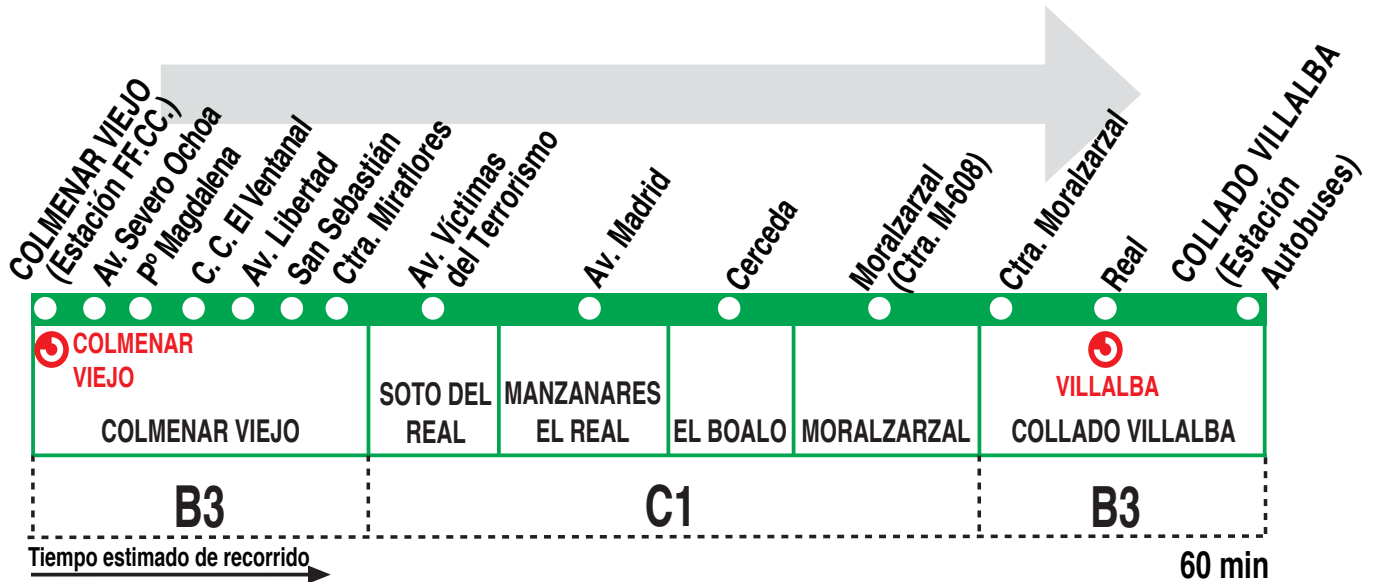 COLMENAR VIEJO
(Estación FF.CC.)
Av. Severo Ochoa
Pº Magdalena
C. C. El Ventanal
Av. Libertad
San Sebastián
Ctra. Miraflores
Av. Víctimas
del Terrorismo
Av. Madrid
Cerceda
Moralzarzal
(Ctra. M-608)
Ctra. Moralzarzal
Real
COLLADO VILLALBA
(Estación
Autobuses)
COLMENAR
VIEJO
VILLALBA
COLMENAR VIEJO
SOTO DEL
REAL
MANZANARES
EL REAL
EL BOALO
MORALZARZAL
COLLADO VILLALBA
B3
C1
B3
Tiempo estimado de recorrido
60 min